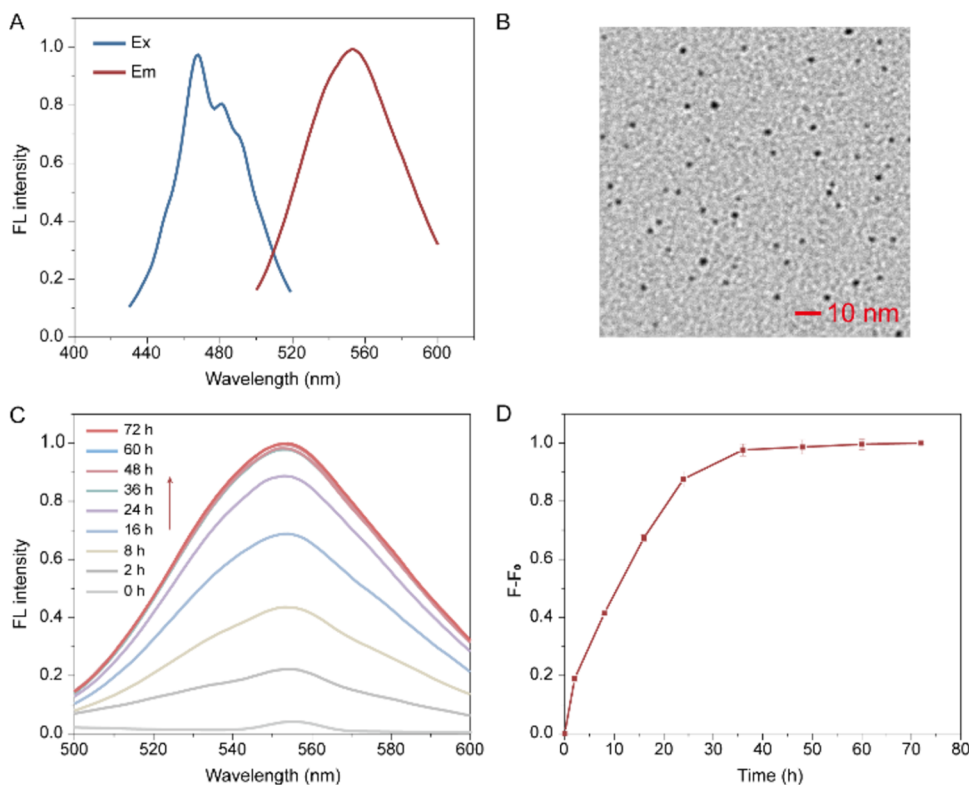 A
Ex
Em
FL intensity
1.0
0.8
0.6
0.4
0.2
0.0
400 440 480 520 560 600
Wavelength (nm)
B
10 nm
C
72 h
60 h
48 h
36 h
24 h
16 h
8 h
2 h
0 h
FL intensity
1.0
0.8
0.6
0.4
0.2
0.0
500 520 540 560 580 600
Wavelength (nm)
D
F-F₀
1.0
0.8
0.6
0.4
0.2
0.0
0 10 20 30 40 50 60 70 80
Time (h)